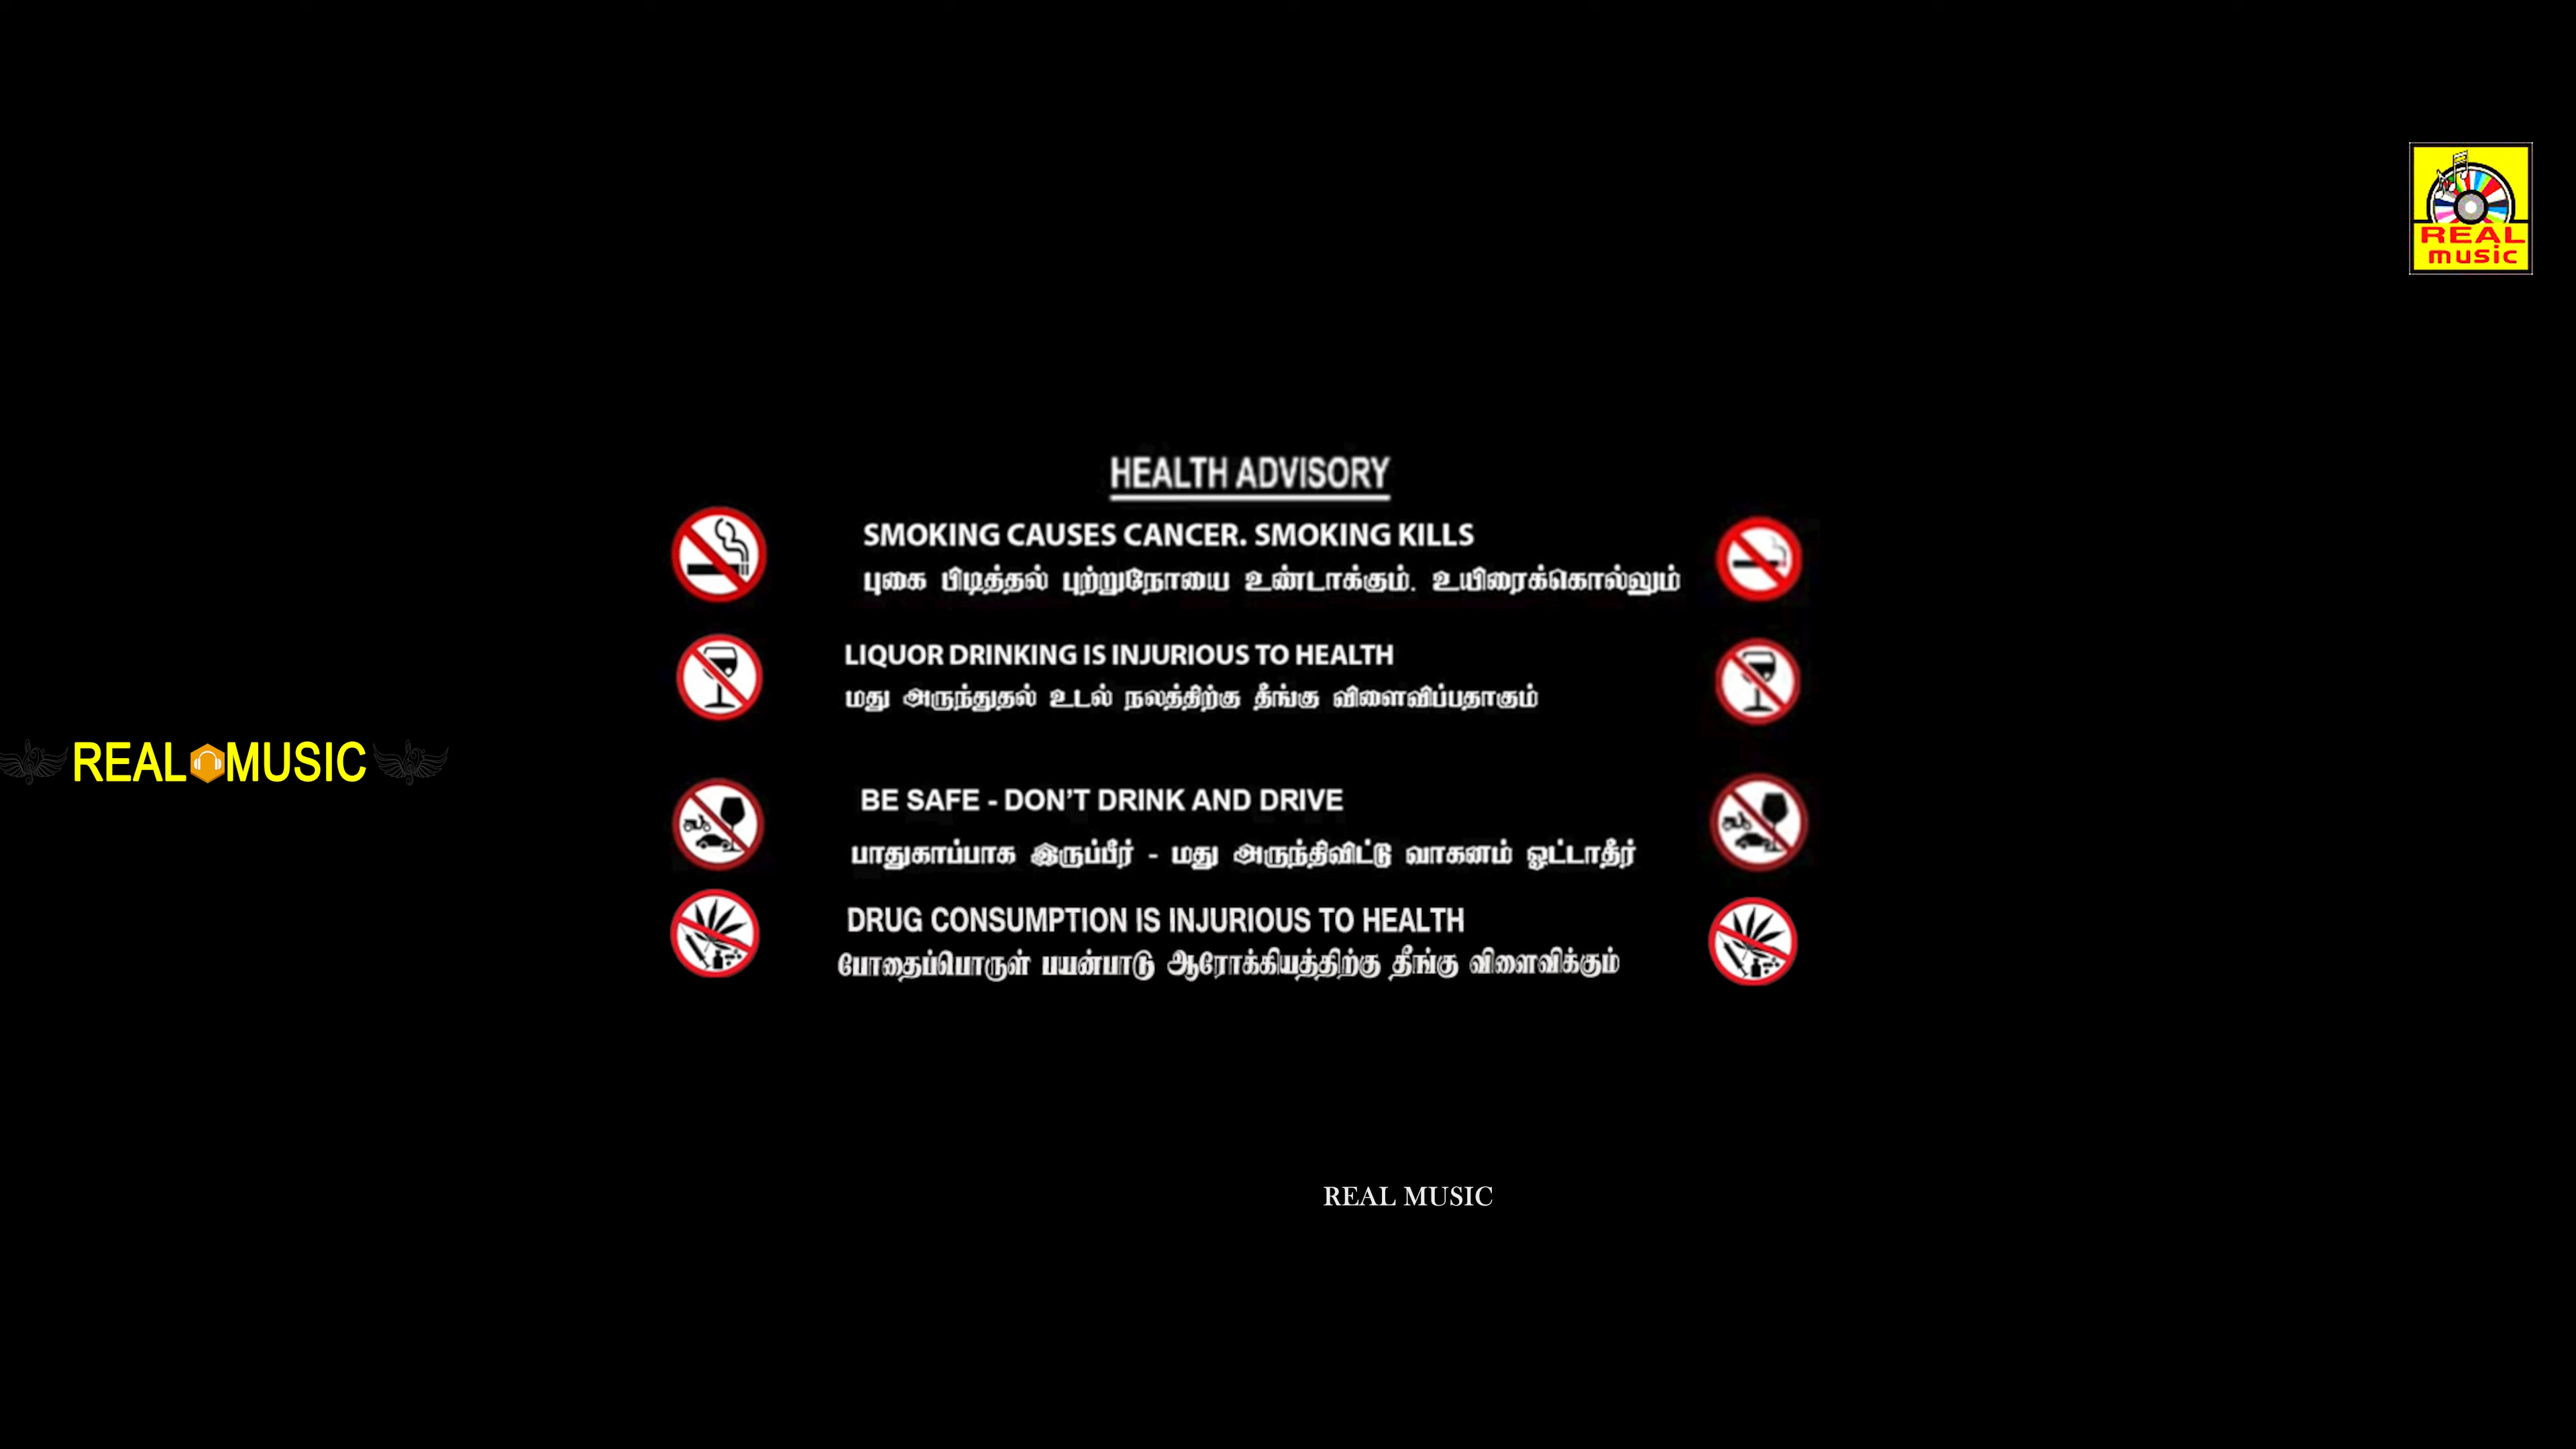 REAL
music
HEALTH ADVISORY
SMOKING CAUSES CANCER. SMOKING KILLS
புகை பிடித்தல் புற்றுநோயை உண்டாக்கும். உயிரைக்கொல்லும்
LIQUOR DRINKING IS INJURIOUS TO HEALTH
மது அருந்துதல் உடல் நலத்திற்கு தீங்கு விளைவிப்பதாகும்
REAL MUSIC
BE SAFE - DON'T DRINK AND DRIVE
பாதுகாப்பாக இருப்பீர் - மது அருந்திவிட்டு வாகனம் ஓட்டாதீர்
DRUG CONSUMPTION IS INJURIOUS TO HEALTH
போதைப்பொருள் பயன்பாடு ஆரோக்கியத்திற்கு தீங்கு விளைவிக்கும்
REAL MUSIC